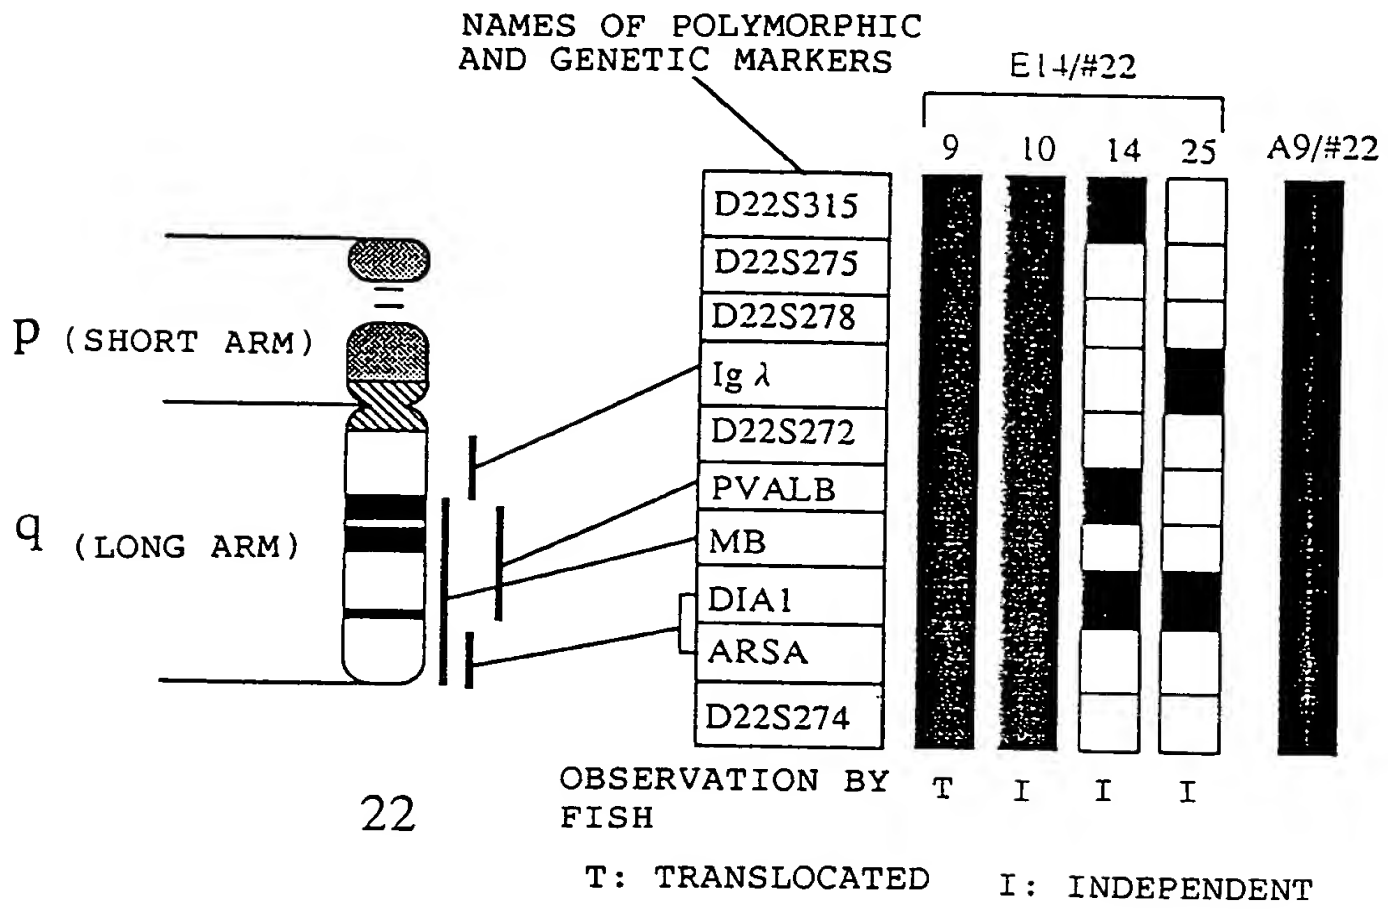 NAMES OF POLYMORPHIC
AND GENETIC MARKERS
E14/#22
9 10 14 25 A9/#22
D22S315
D22S275
D22S278
Ig λ
D22S272
PVALB
MB
DIA1
ARSA
D22S274
p (SHORT ARM)
q (LONG ARM)
22
OBSERVATION BY
FISH
T I I I
T: TRANSLOCATED I: INDEPENDENT